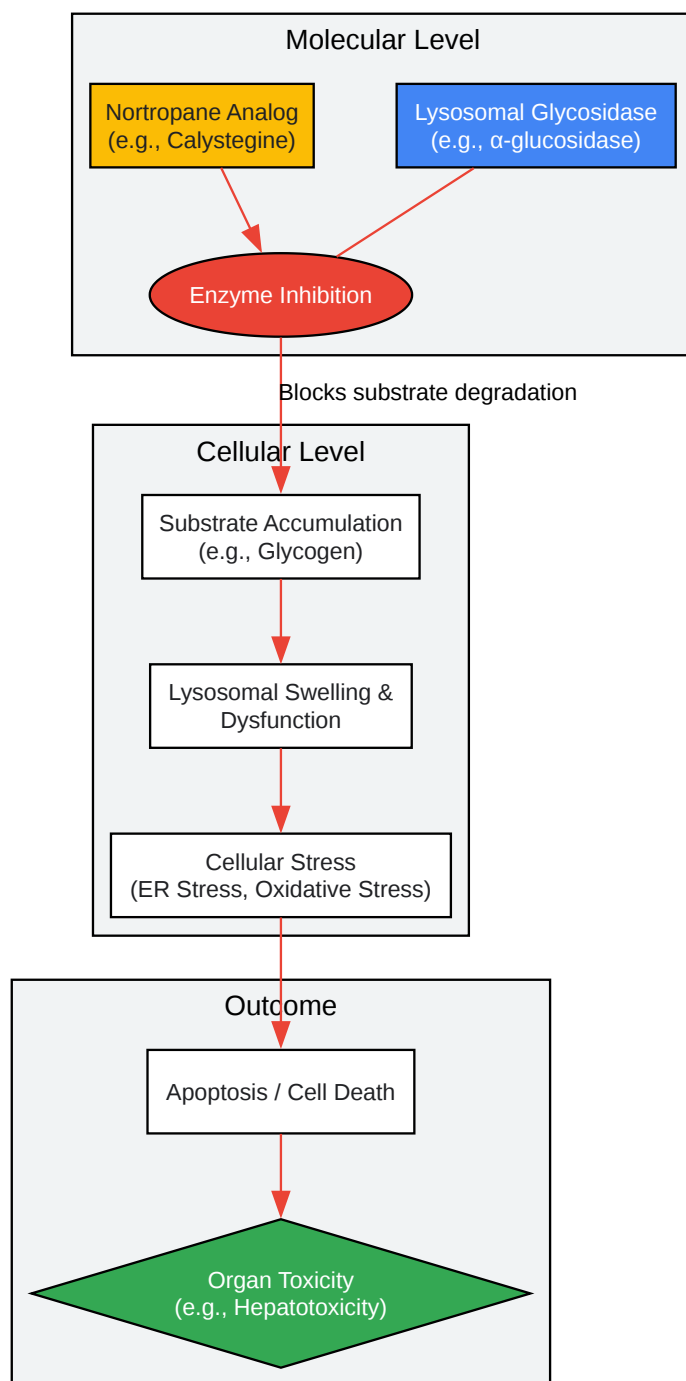 Molecular Level
Nortropane Analog
(e.g., Calystegine)
Lysosomal Glycosidase
(e.g., α-glucosidase)
Enzyme Inhibition
Blocks substrate degradation
Cellular Level
Substrate Accumulation
(e.g., Glycogen)
Lysosomal Swelling &
Dysfunction
Cellular Stress
(ER Stress, Oxidative Stress)
Outcome
Apoptosis / Cell Death
Organ Toxicity
(e.g., Hepatotoxicity)